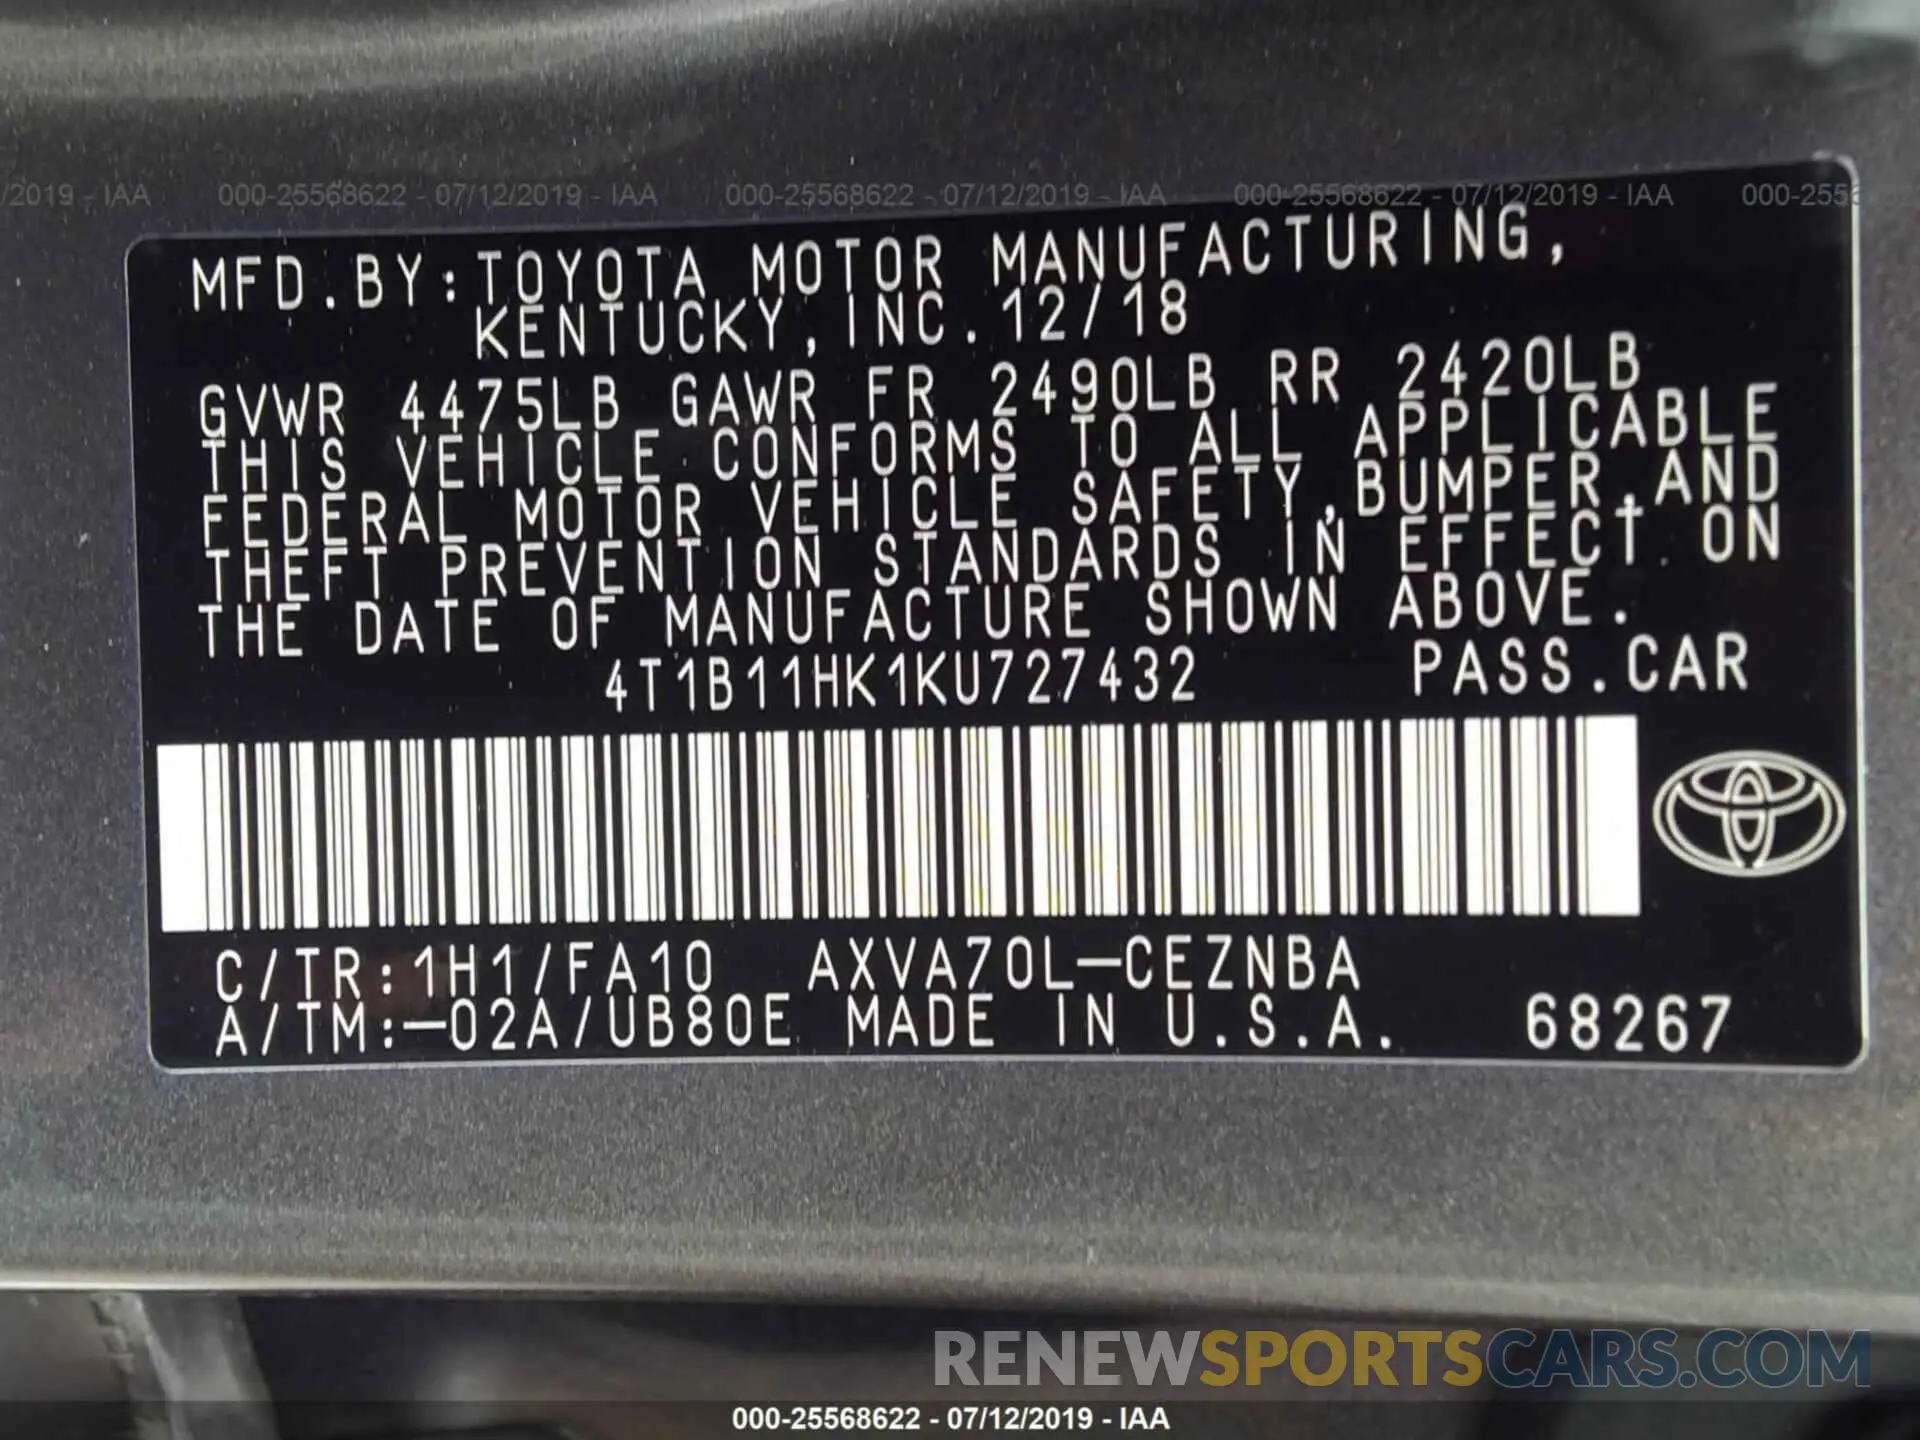 /2019 - IAA 000-25568622 - 07/12/2019 - IAA 000-25568622 - 07/12/2019 - IAA 000-25568622 - 07/12/2019 - IAA 000-255686
MFD.BY:TOYOTA MOTOR MANUFACTURING,
KENTUCKY,INC.12/18
GVWR 4475LB GAWR FR 2490LB RR 2420LB
THIS VEHICLE CONFORMS TO ALL APPLICABLE
FEDERAL MOTOR VEHICLE SAFETY,BUMPER,AND
THEFT PREVENTION STANDARDS IN EFFECT ON
THE DATE OF MANUFACTURE SHOWN ABOVE.
4T1B11HK1KU727432 PASS.CAR
C/TR:1H1/FA10 AXVA70L-CEZNBA
A/TM:-02A/UB80E MADE IN U.S.A. 68267
RENEWSPORTSCARS.COM
000-25568622 - 07/12/2019 - IAA